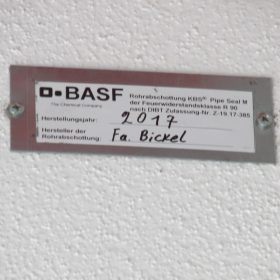 BASF
The Chemical Company
Rohrabschottung KBS® Pipe Seal M
der Feuerwiderstandsklasse R 90
nach DIBT Zulassung-Nr. Z-19.17-385
Herstellungsjahr: 2017
Hersteller der
Rohrabschottung: Fa. Bickel